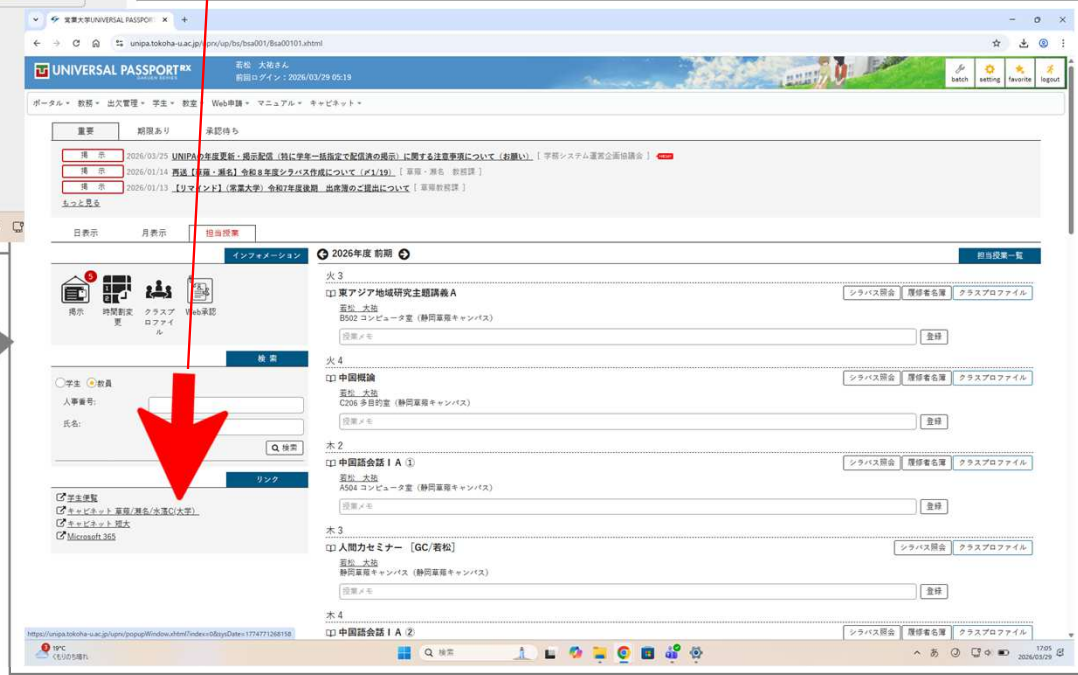 常葉大学UNIVERSAL PASSPOR
unipa.tokoha-u.ac.jp/uprx/up/bs/bsa001/Bsa00101.xhtml
UNIVERSAL PASSPORT RX
若松 大祐さん
前回ログイン：2026/03/29 05:19
batch setting favorite logout
ポータル 教務 出欠管理 学生 教室 Web申請 マニュアル キャビネット
重要 期限あり 承認待ち
掲 示 2026/03/25 UNIPAの年度更新・掲示配信（特に学年一括指定で配信済の掲示）に関する注意事項について（お願い） [ 学務システム運営企画協議会 ]
掲 示 2026/01/14 再送【草薙・瀬名】令和８年度シラバス作成について（〆1/19） [ 草薙・瀬名 教務課 ]
掲 示 2026/01/13 【リマインド】（常葉大学）令和7年度後期 出席簿のご提出について [ 草薙教務課 ]
もっと見る
日表示 月表示 担当授業
インフォメーション
5
掲示 時間割変更 クラスプロファイル Web承認
検 索
学生 教員
人事番号:
氏名:
検索
リンク
学生便覧
キャビネット 草薙/瀬名/水落C(大学)
キャビネット 短大
Microsoft 365
2026年度 前期
担当授業一覧
火 3
東アジア地域研究主題講義Ａ シラバス照会 履修者名簿 クラスプロファイル
若松 大祐
B502 コンピュータ室（静岡草薙キャンパス）
授業メモ 登録
火 4
中国概論 シラバス照会 履修者名簿 クラスプロファイル
若松 大祐
C206 多目的室（静岡草薙キャンパス）
授業メモ 登録
木 2
中国語会話ⅠＡ ① シラバス照会 履修者名簿 クラスプロファイル
若松 大祐
A504 コンピュータ室（静岡草薙キャンパス）
授業メモ 登録
木 3
人間力セミナー ［GC/若松］ シラバス照会 クラスプロファイル
若松 大祐
静岡草薙キャンパス（静岡草薙キャンパス）
授業メモ 登録
木 4
中国語会話ⅠＡ ② シラバス照会 履修者名簿 クラスプロファイル
https://unipa.tokoha-u.ac.jp/uprx/up/popupWindow.xhtml?index=0&sysDate=1774771268158
19°C
くもりのち晴れ
検索
あ
17:05
2026/03/29